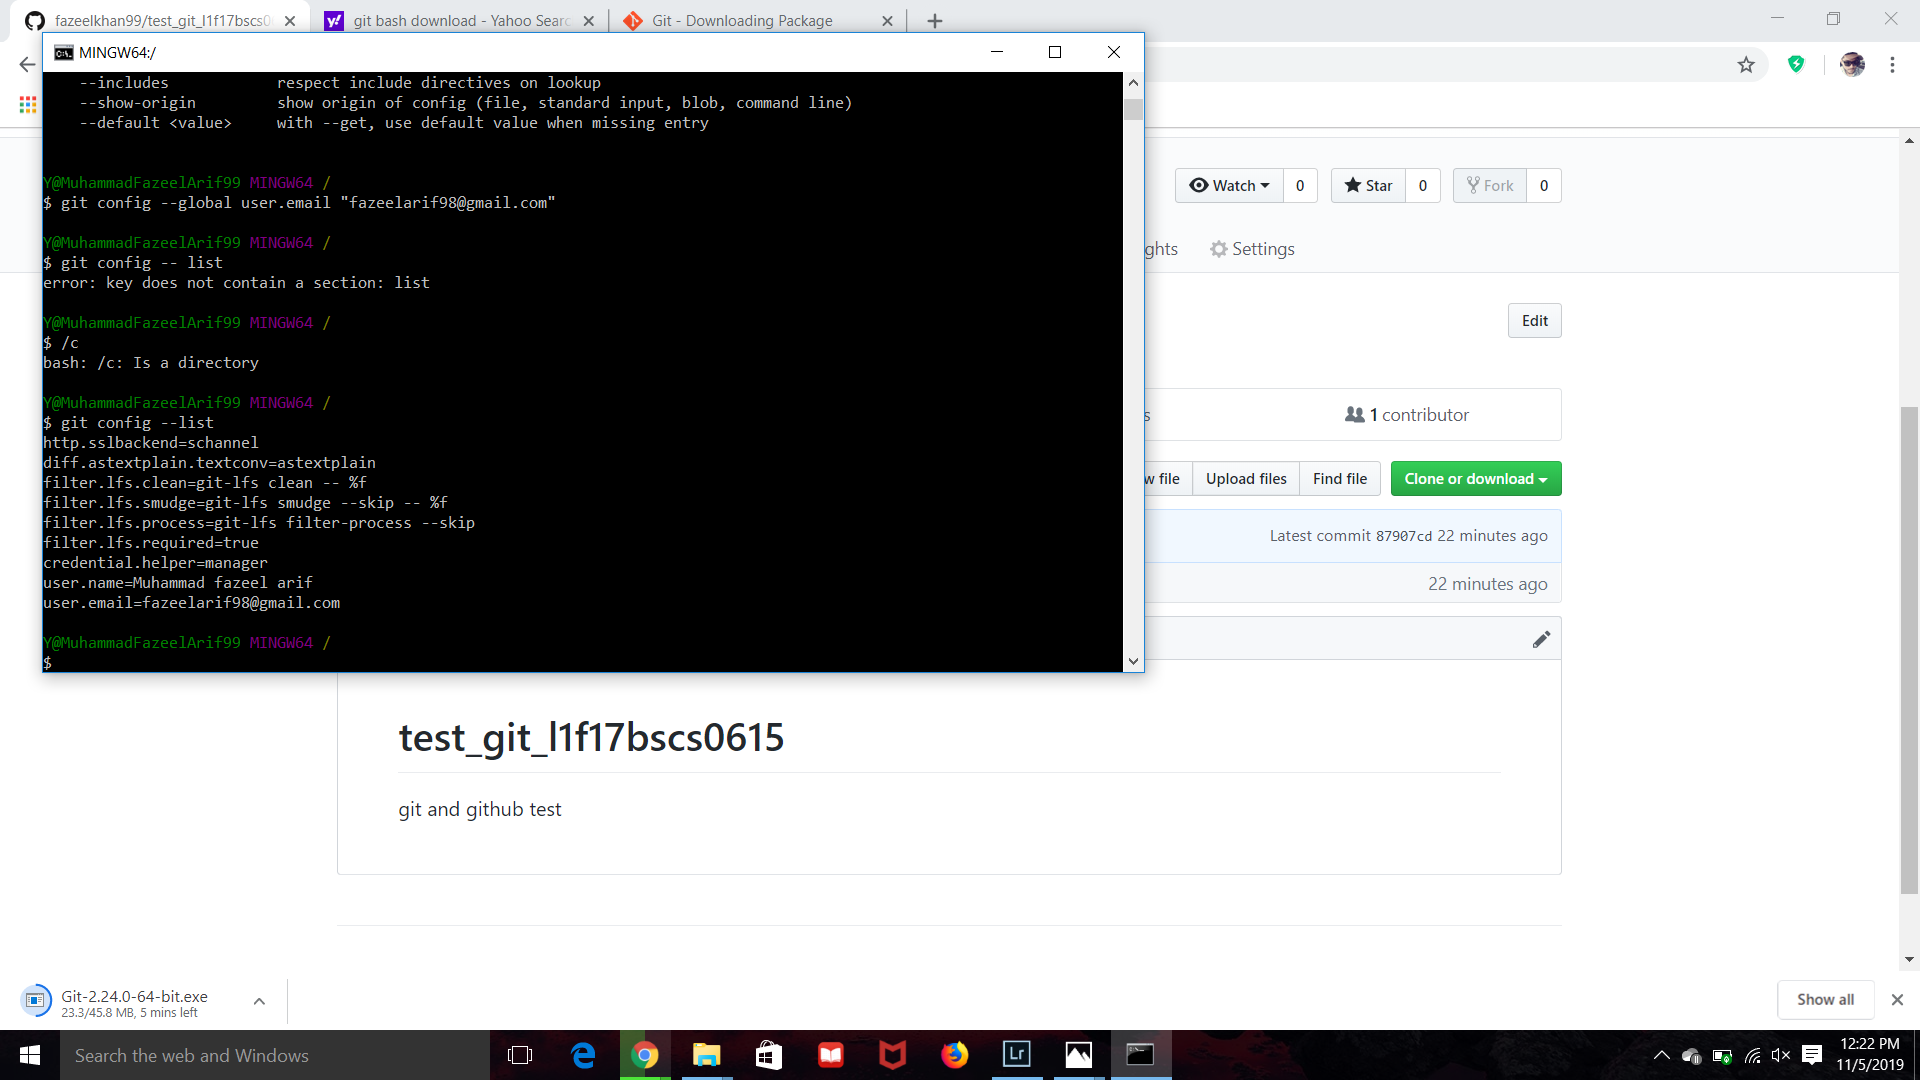 fazeelkhan99/test_git_l1f17bscs0
git bash download - Yahoo Searc
Git - Downloading Package
MINGW64:/
--includes respect include directives on lookup
--show-origin show origin of config (file, standard input, blob, command line)
--default <value> with --get, use default value when missing entry
Y@MuhammadFazeelArif99 MINGW64 /
$ git config --global user.email "fazeelarif98@gmail.com"
Y@MuhammadFazeelArif99 MINGW64 /
$ git config -- list
error: key does not contain a section: list
Y@MuhammadFazeelArif99 MINGW64 /
$ /c
bash: /c: Is a directory
Y@MuhammadFazeelArif99 MINGW64 /
$ git config --list
http.sslbackend=schannel
diff.astextplain.textconv=astextplain
filter.lfs.clean=git-lfs clean -- %f
filter.lfs.smudge=git-lfs smudge --skip -- %f
filter.lfs.process=git-lfs filter-process --skip
filter.lfs.required=true
credential.helper=manager
user.name=Muhammad fazeel arif
user.email=fazeelarif98@gmail.com
Y@MuhammadFazeelArif99 MINGW64 /
$
Watch 0 Star 0 Fork 0
ghts Settings
Edit
s 1 contributor
w file Upload files Find file Clone or download
Latest commit 87907cd 22 minutes ago
22 minutes ago
test_git_l1f17bscs0615
git and github test
Git-2.24.0-64-bit.exe
23.3/45.8 MB, 5 mins left
Show all
Search the web and Windows
Lr
12:22 PM
11/5/2019